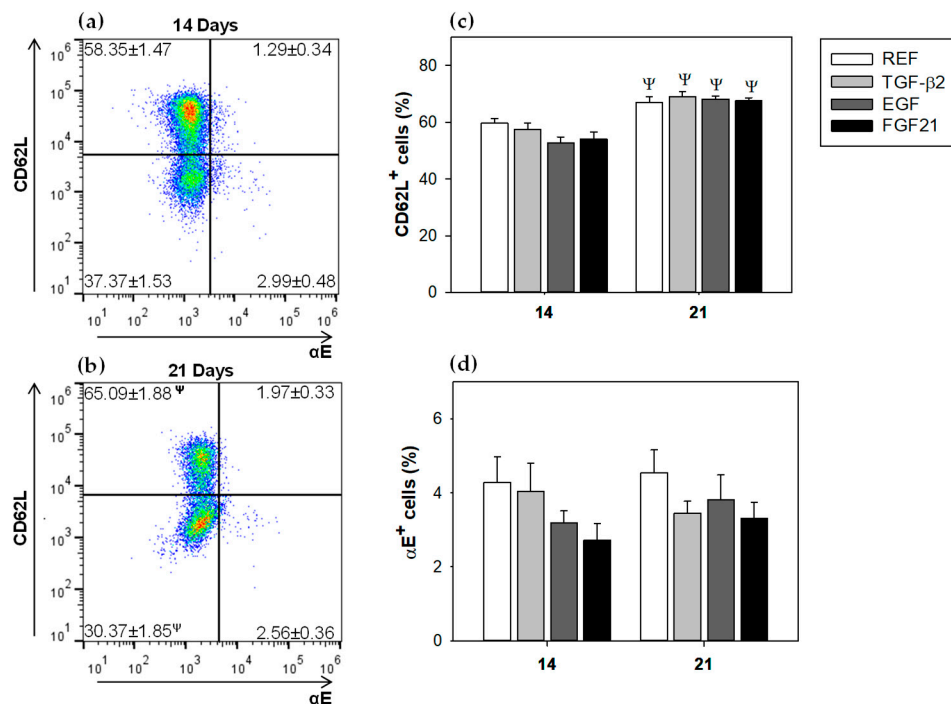 (a)
14 Days
58.35±1.47
1.29±0.34
10⁶
10⁵
10⁴
10³
10²
10¹
CD62L
37.37±1.53
2.99±0.48
10¹ 10² 10³ 10⁴ 10⁵ 10⁶
αE
(b)
21 Days
65.09±1.88 Ψ
1.97±0.33
10⁶
10⁵
10⁴
10³
10²
10¹
CD62L
30.37±1.85Ψ
2.56±0.36
10¹ 10² 10³ 10⁴ 10⁵ 10⁶
αE
(c)
80
60
40
20
0
CD62L⁺ cells (%)
Ψ Ψ Ψ Ψ
14 21
REF
TGF-β2
EGF
FGF21
(d)
6
4
2
0
αE⁺ cells (%)
14 21